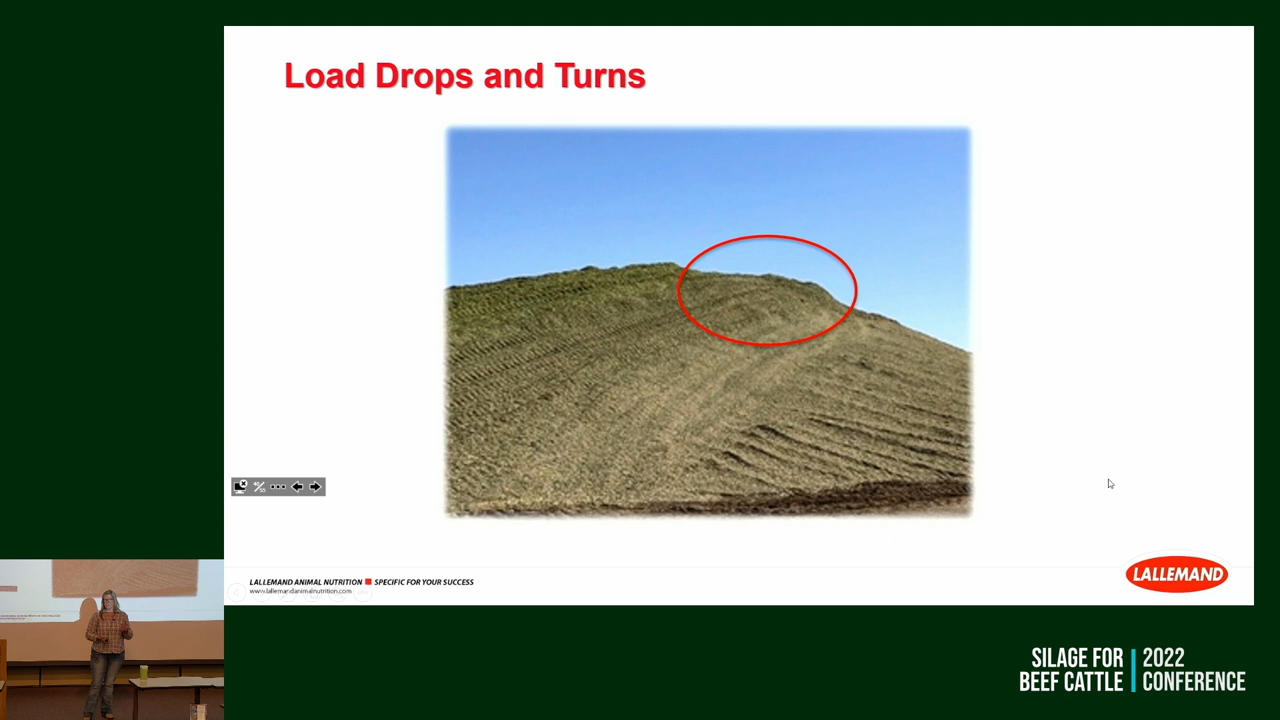 Load Drops and Turns
LALLEMAND ANIMAL NUTRITION SPECIFIC FOR YOUR SUCCESS
www.lallemandanimalnutrition.com
LALLEMAND
SILAGE FOR
BEEF CATTLE
2022
CONFERENCE